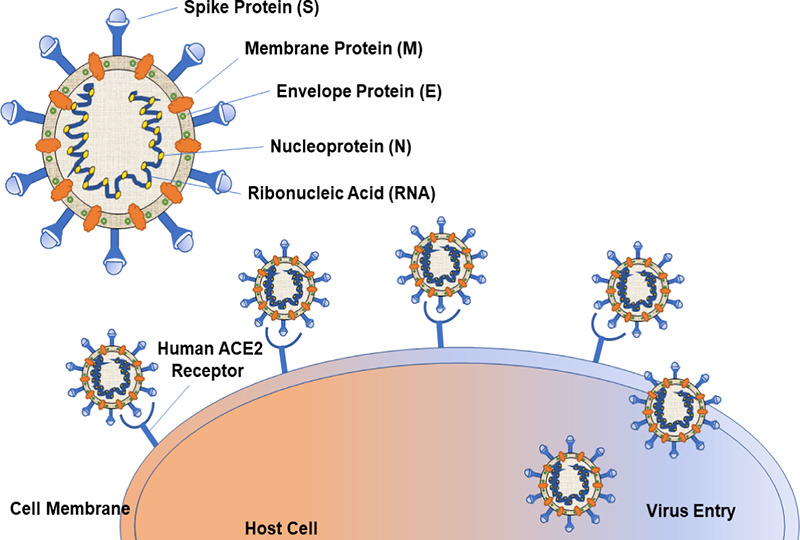 Spike Protein (S)
Membrane Protein (M)
Envelope Protein (E)
Nucleoprotein (N)
Ribonucleic Acid (RNA)
Human ACE2
Receptor
Cell Membrane
Host Cell
Virus Entry